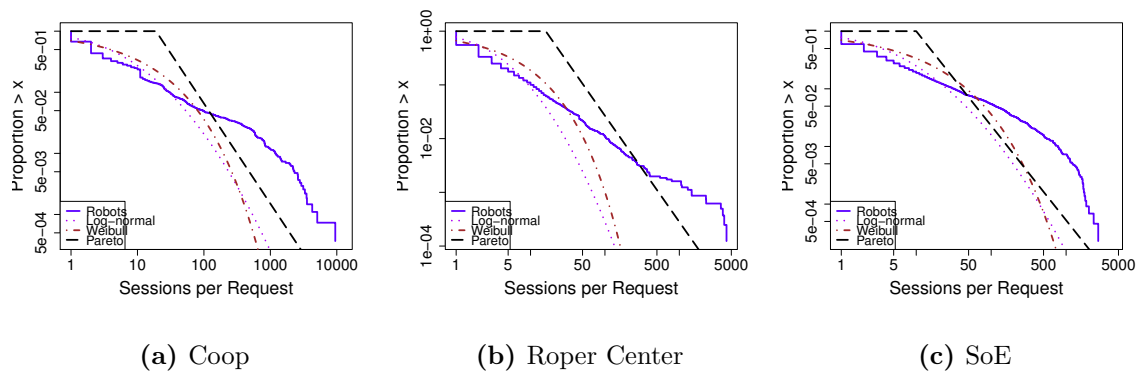 Proportion > x
5e-01
5e-02
5e-03
5e-04
Robots
Log-normal
Weibull
Pareto
1 10 100 1000 10000
Sessions per Request
(a) Coop
Proportion > x
1e+00
1e-02
1e-04
Robots
Log-normal
Weibull
Pareto
1 5 50 500 5000
Sessions per Request
(b) Roper Center
Proportion > x
5e-01
5e-02
5e-03
5e-04
Robots
Log-normal
Weibull
Pareto
1 5 50 500 5000
Sessions per Request
(c) SoE